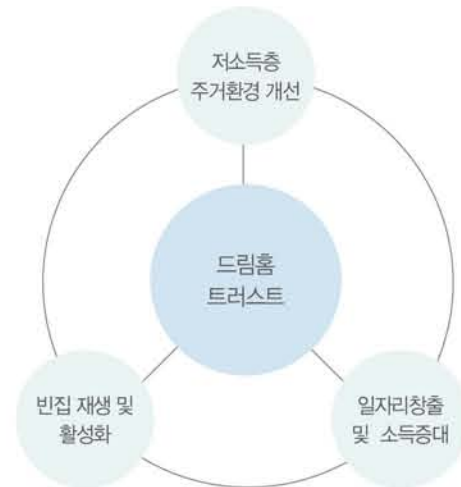 저소득층
주거환경 개선
드림홈
트러스트
빈집 재생 및
활성화
일자리창출
및 소득증대